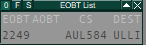 0 F S EOBT List
EOBT AOBT CS DEST
2249 AUL584 ULLI